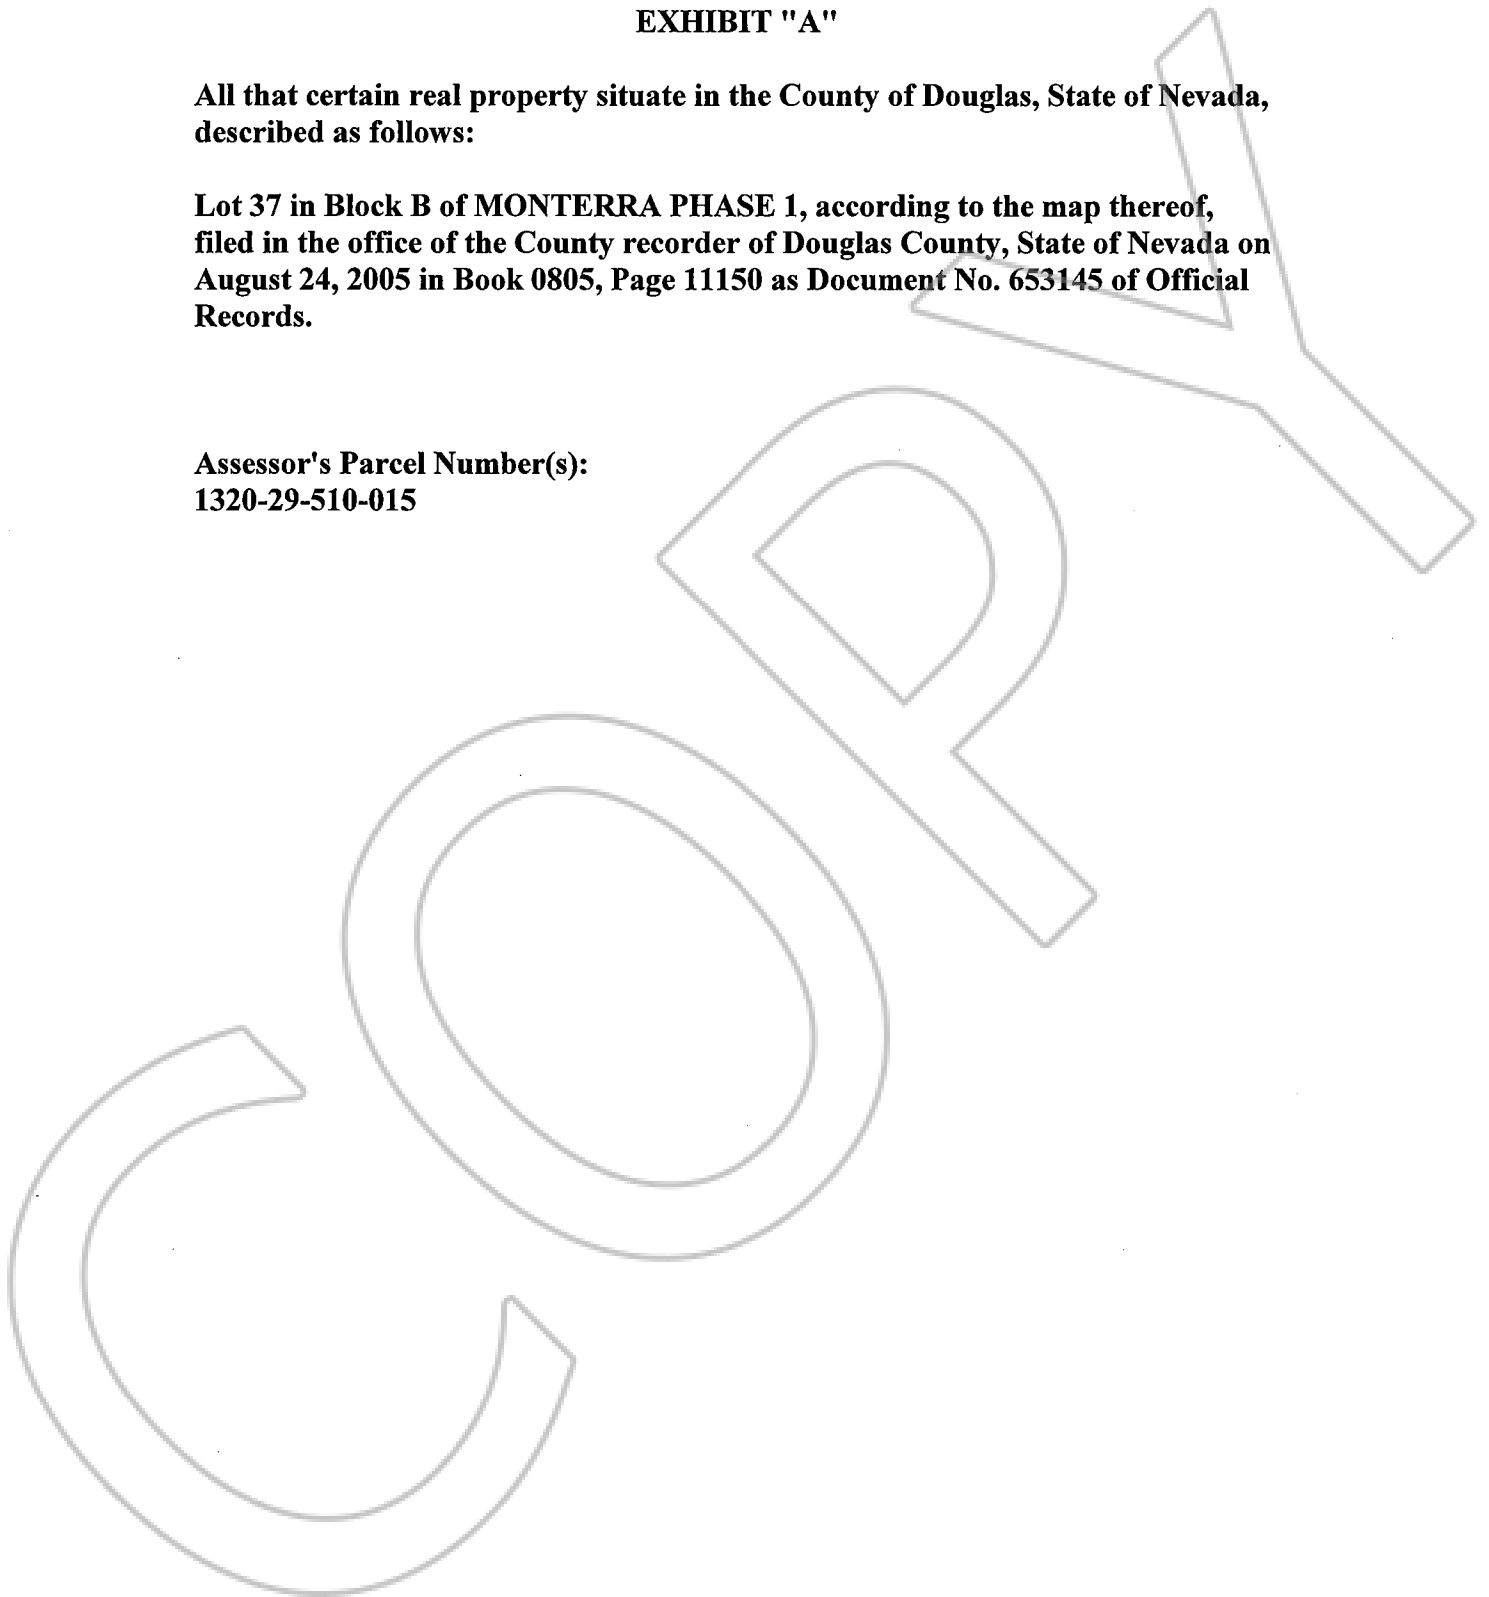 EXHIBIT "A"
All that certain real property situate in the County of Douglas, State of Nevada,
described as follows:
Lot 37 in Block B of MONTERRA PHASE 1, according to the map thereof,
filed in the office of the County recorder of Douglas County, State of Nevada on
August 24, 2005 in Book 0805, Page 11150 as Document No. 653145 of Official
Records.
Assessor's Parcel Number(s):
1320-29-510-015
COPY